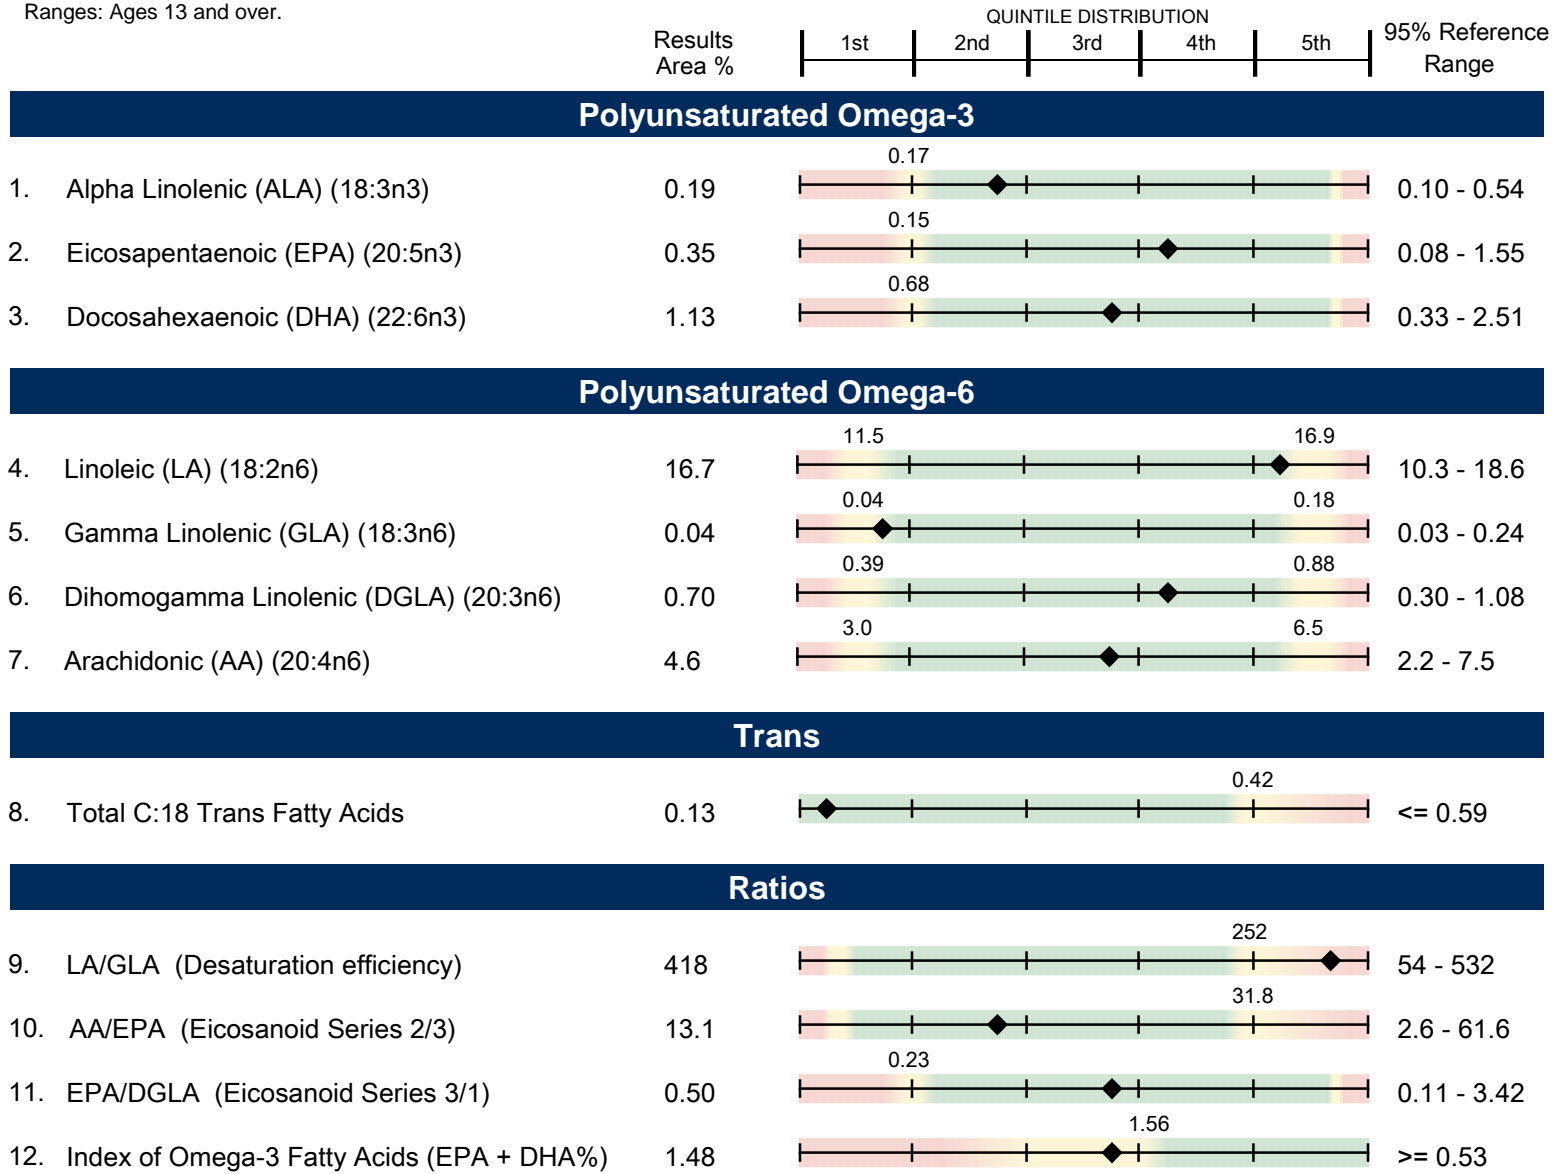 Ranges: Ages 13 and over.
QUINTILE DISTRIBUTION
Results
Area %
1st 2nd 3rd 4th 5th
95% Reference
Range
Polyunsaturated Omega-3
0.17
1. Alpha Linolenic (ALA) (18:3n3) 0.19 0.10 - 0.54
0.15
2. Eicosapentaenoic (EPA) (20:5n3) 0.35 0.08 - 1.55
0.68
3. Docosahexaenoic (DHA) (22:6n3) 1.13 0.33 - 2.51
Polyunsaturated Omega-6
11.5 16.9
4. Linoleic (LA) (18:2n6) 16.7 10.3 - 18.6
0.04 0.18
5. Gamma Linolenic (GLA) (18:3n6) 0.04 0.03 - 0.24
0.39 0.88
6. Dihomogamma Linolenic (DGLA) (20:3n6) 0.70 0.30 - 1.08
3.0 6.5
7. Arachidonic (AA) (20:4n6) 4.6 2.2 - 7.5
Trans
0.42
8. Total C:18 Trans Fatty Acids 0.13 <= 0.59
Ratios
252
9. LA/GLA (Desaturation efficiency) 418 54 - 532
31.8
10. AA/EPA (Eicosanoid Series 2/3) 13.1 2.6 - 61.6
0.23
11. EPA/DGLA (Eicosanoid Series 3/1) 0.50 0.11 - 3.42
1.56
12. Index of Omega-3 Fatty Acids (EPA + DHA%) 1.48 >= 0.53